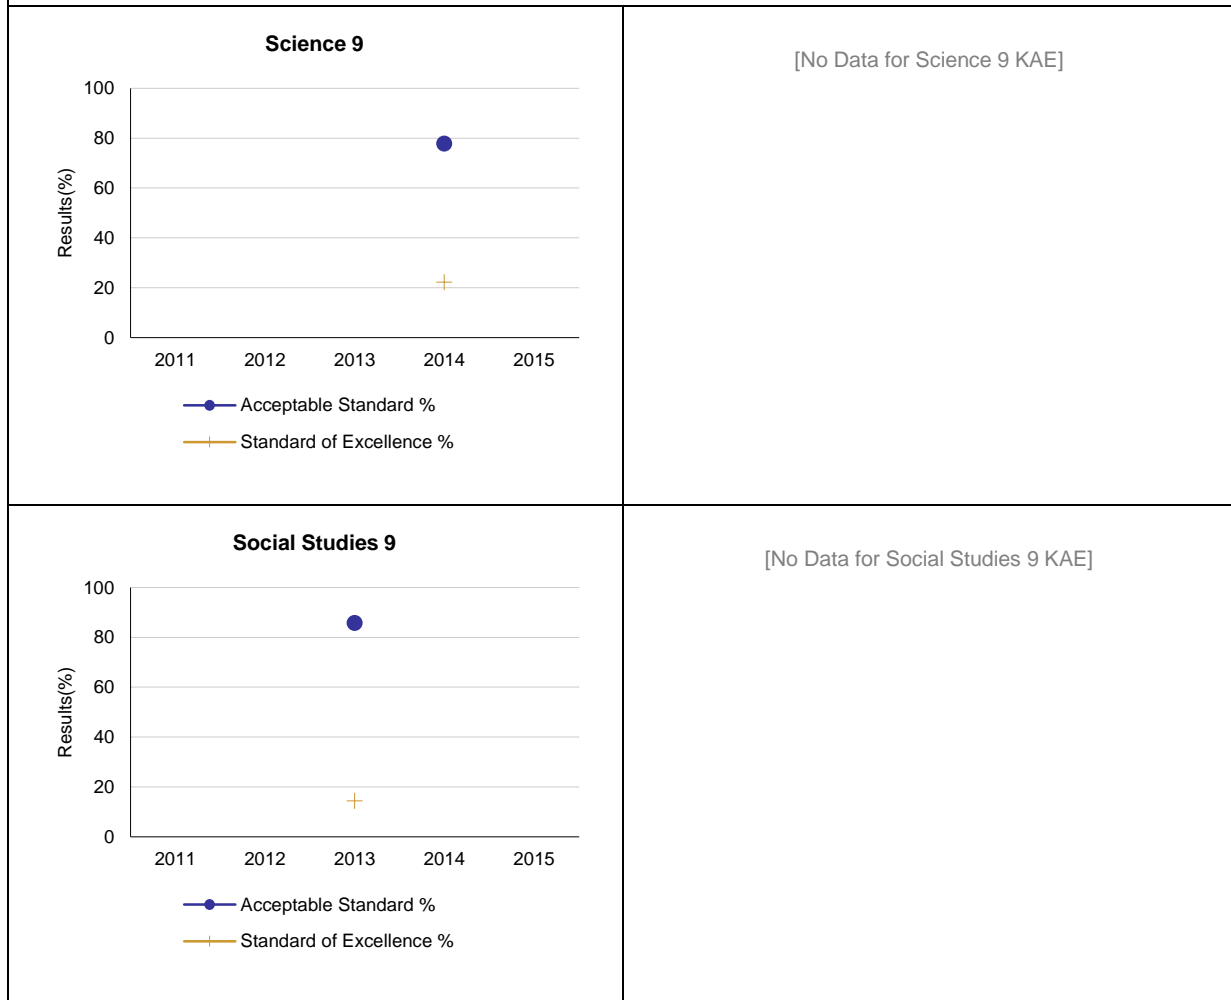 Science 9
100
80
60
40
20
0
Results(%)
2011 2012 2013 2014 2015
Acceptable Standard %
Standard of Excellence %
[No Data for Science 9 KAE]
Social Studies 9
100
80
60
40
20
0
Results(%)
2011 2012 2013 2014 2015
Acceptable Standard %
Standard of Excellence %
[No Data for Social Studies 9 KAE]